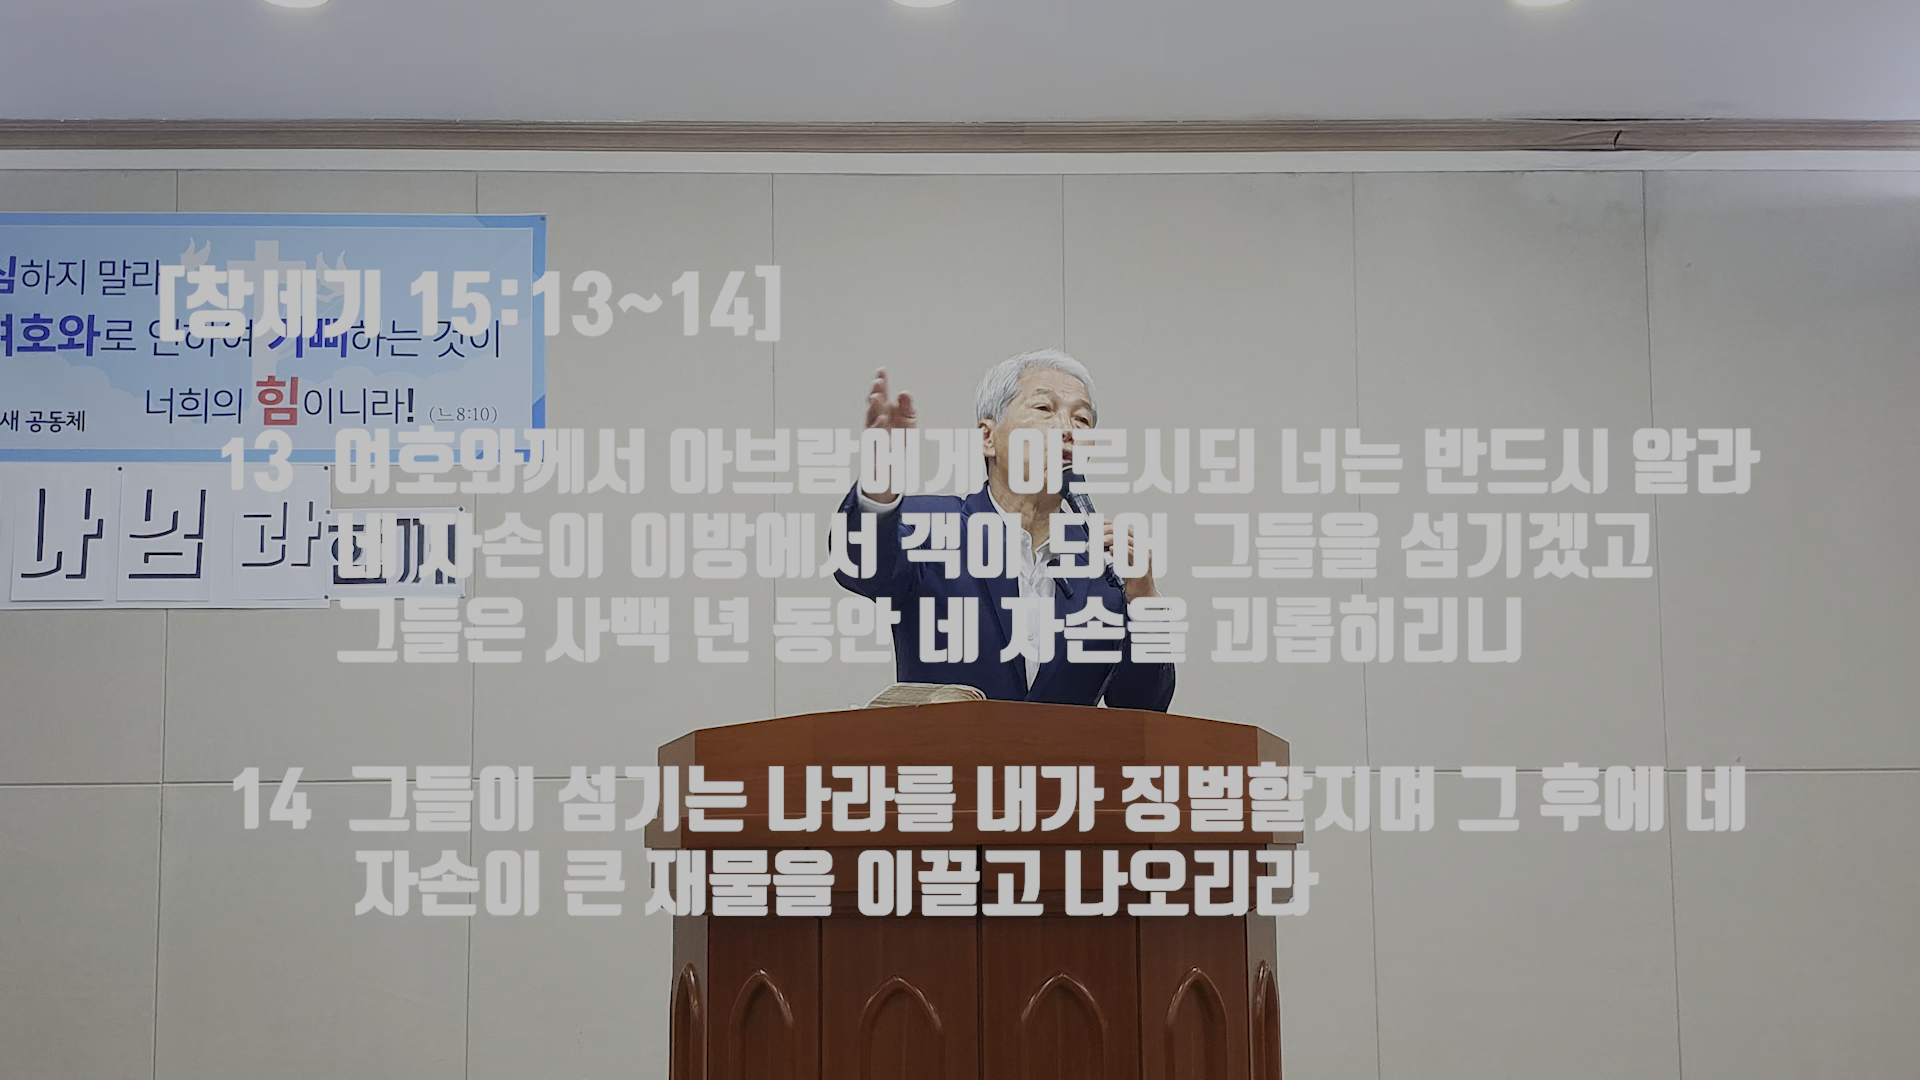 심하지 말라
여호와로 인하여 기뻐하는 것이
너희의 힘이니라! (느8:10)
새 공동체
[창세기 15:13~14]
13 여호와께서 아브람에게 이르시되 너는 반드시 알라
네 자손이 이방에서 객이 되어 그들을 섬기겠고
그들은 사백 년 동안 네 자손을 괴롭히리니
14 그들이 섬기는 나라를 내가 징벌할지며 그 후에 네
자손이 큰 재물을 이끌고 나오리라